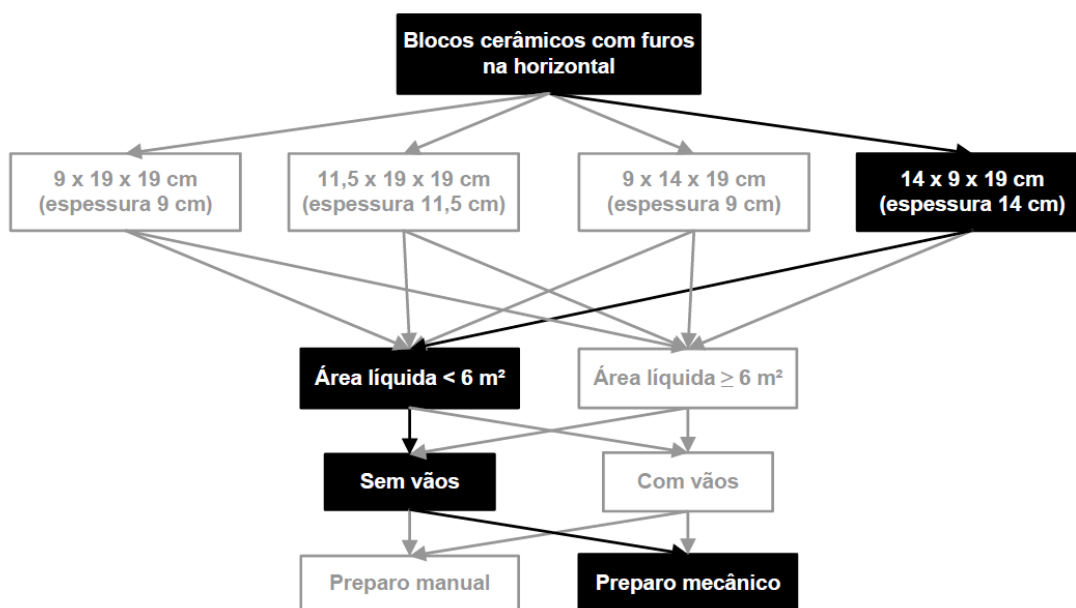 Blocos cerâmicos com furos
na horizontal
9 x 19 x 19 cm
(espessura 9 cm)
11,5 x 19 x 19 cm
(espessura 11,5 cm)
9 x 14 x 19 cm
(espessura 9 cm)
14 x 9 x 19 cm
(espessura 14 cm)
Área líquida < 6 m²
Área líquida ≥ 6 m²
Sem vãos
Com vãos
Preparo manual
Preparo mecânico